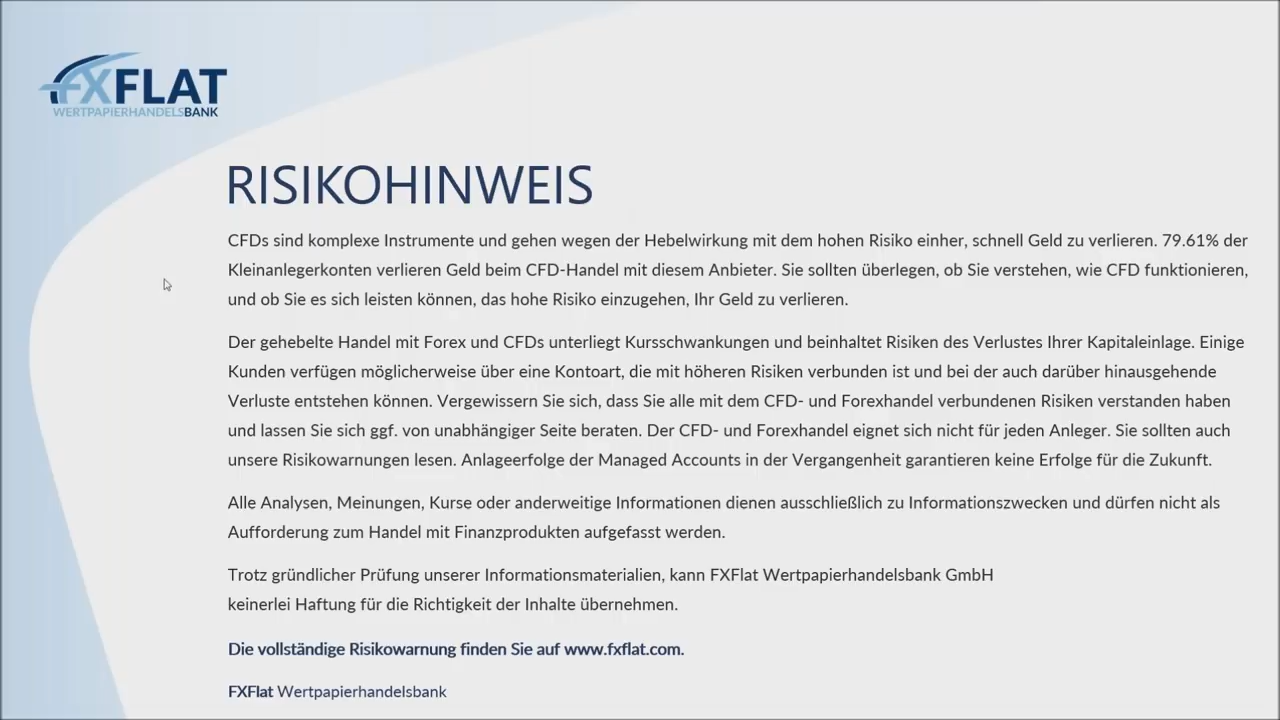 FXFLAT
WERTPAPIERHANDELSBANK
RISIKOHINWEIS
CFDs sind komplexe Instrumente und gehen wegen der Hebelwirkung mit dem hohen Risiko einher, schnell Geld zu verlieren. 79.61% der
Kleinanlegerkonten verlieren Geld beim CFD-Handel mit diesem Anbieter. Sie sollten überlegen, ob Sie verstehen, wie CFD funktionieren,
und ob Sie es sich leisten können, das hohe Risiko einzugehen, Ihr Geld zu verlieren.
Der gehebelte Handel mit Forex und CFDs unterliegt Kursschwankungen und beinhaltet Risiken des Verlustes Ihrer Kapitaleinlage. Einige
Kunden verfügen möglicherweise über eine Kontoart, die mit höheren Risiken verbunden ist und bei der auch darüber hinausgehende
Verluste entstehen können. Vergewissern Sie sich, dass Sie alle mit dem CFD- und Forexhandel verbundenen Risiken verstanden haben
und lassen Sie sich ggf. von unabhängiger Seite beraten. Der CFD- und Forexhandel eignet sich nicht für jeden Anleger. Sie sollten auch
unsere Risikowarnungen lesen. Anlageerfolge der Managed Accounts in der Vergangenheit garantieren keine Erfolge für die Zukunft.
Alle Analysen, Meinungen, Kurse oder anderweitige Informationen dienen ausschließlich zu Informationszwecken und dürfen nicht als
Aufforderung zum Handel mit Finanzprodukten aufgefasst werden.
Trotz gründlicher Prüfung unserer Informationsmaterialien, kann FXFlat Wertpapierhandelsbank GmbH
keinerlei Haftung für die Richtigkeit der Inhalte übernehmen.
Die vollständige Risikowarnung finden Sie auf www.fxflat.com.
FXFlat Wertpapierhandelsbank